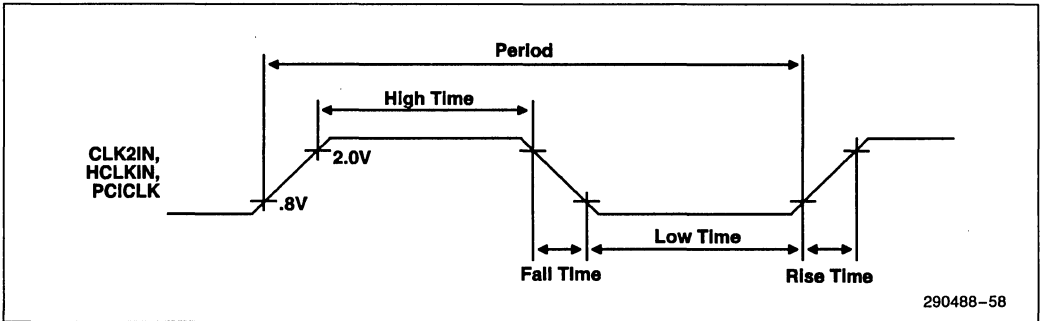 Period
High Time
CLK2IN,
HCLKIN,
PCICLK
2.0V
.8V
Low Time
Fall Time
Rise Time
290488–58